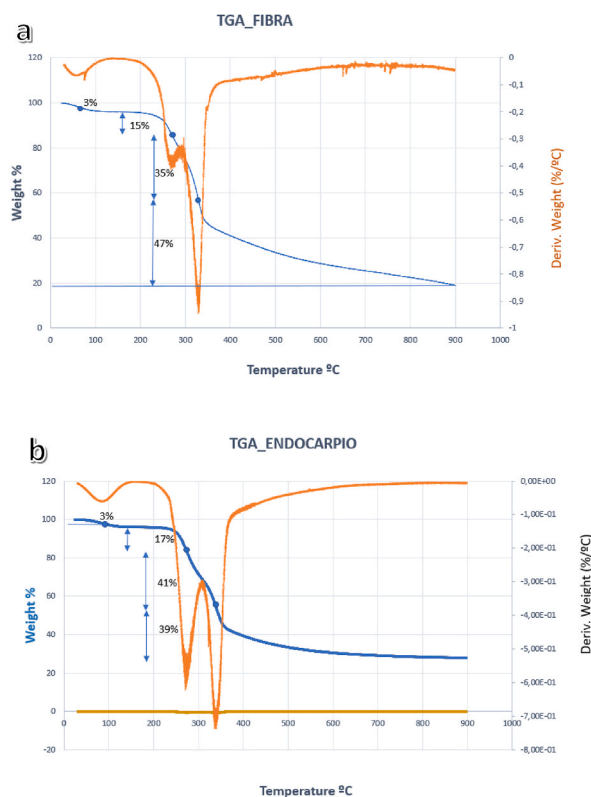 a
TGA_FIBRA
120
100
80
60
40
20
0
Weight %
0
-0,1
-0,2
-0,3
-0,4
-0,5
-0,6
-0,7
-0,8
-0,9
-1
Deriv. Weight (%/ºC)
3%
15%
35%
47%
0 100 200 300 400 500 600 700 800 900 1000
Temperature ºC
b
TGA_ENDOCARPIO
120
100
80
60
40
20
0
-20
Weight %
0,00E+00
-1,00E-01
-2,00E-01
-3,00E-01
-4,00E-01
-5,00E-01
-6,00E-01
-7,00E-01
-8,00E-01
Deriv. Weight (%/ºC)
3%
17%
41%
39%
0 100 200 300 400 500 600 700 800 900 1000
Temperature ºC